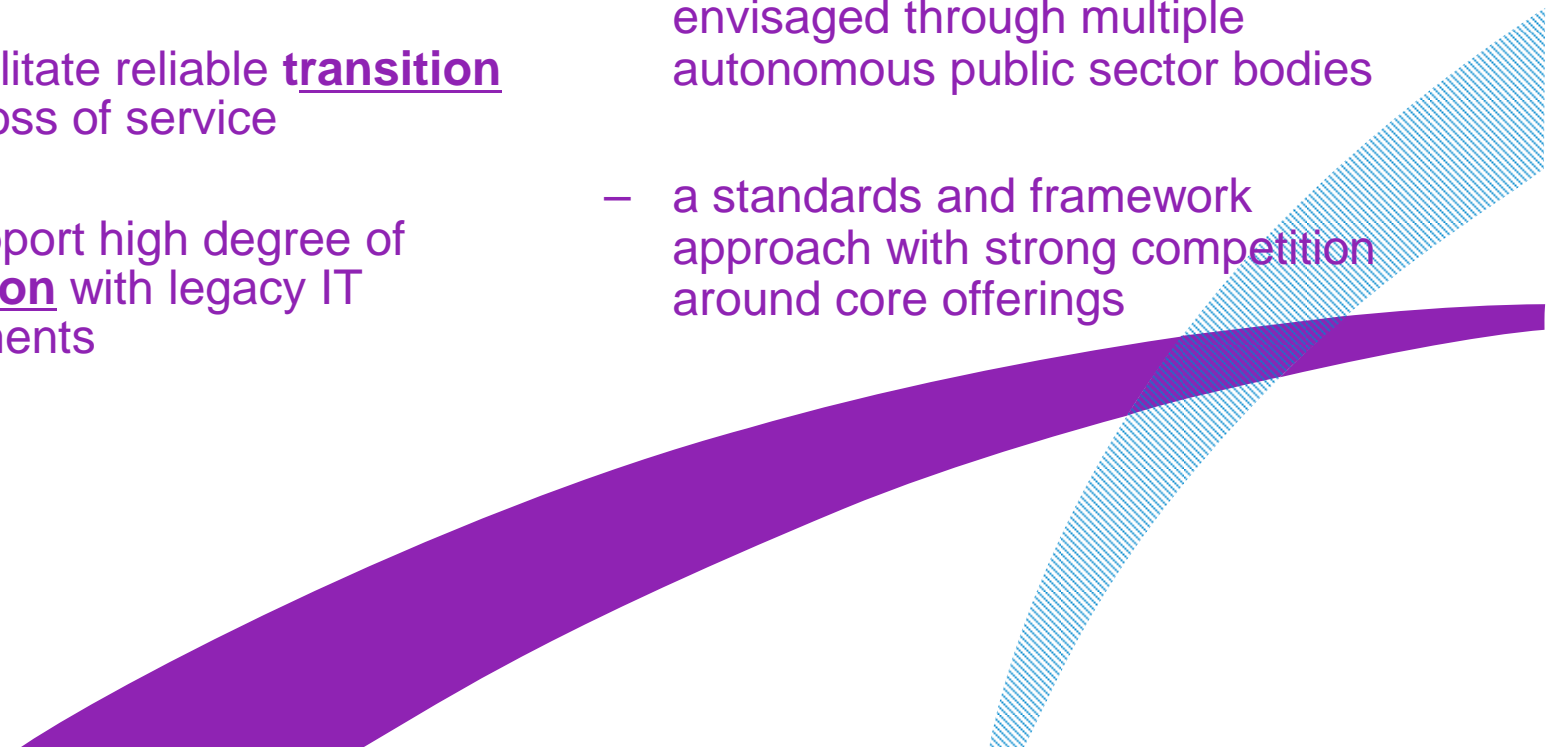 litate reliable transition
oss of service
port high degree of
on with legacy IT
ents
envisaged through multiple
autonomous public sector bodies
– a standards and framework
approach with strong competition
around core offerings